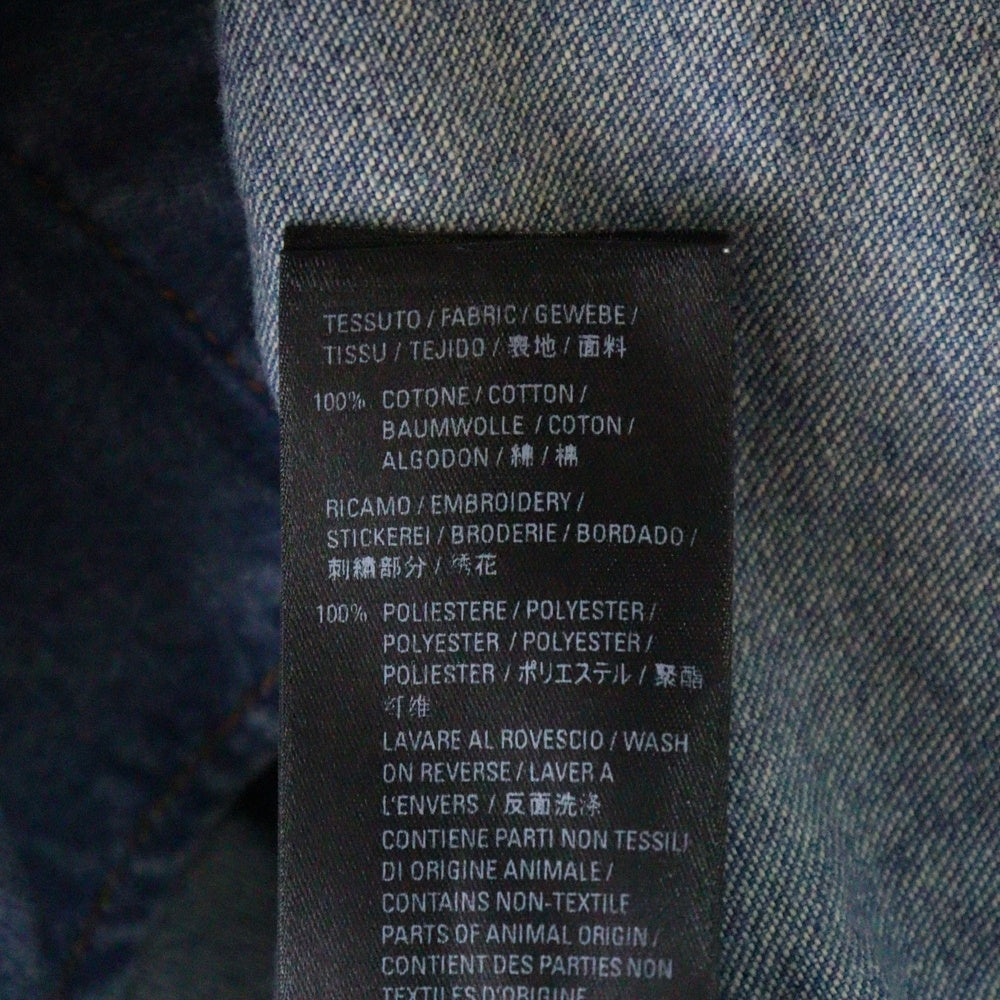 TESSUTO / FABRIC / GEWEBE /
TISSU / TEJIDO / 表地 / 面料
100% COTONE / COTTON /
BAUMWOLLE / COTON /
ALGODON / 綿 / 棉
RICAMO / EMBROIDERY /
STICKEREI / BRODERIE / BORDADO /
刺繍部分 / 绣花
100% POLIESTERE / POLYESTER /
POLYESTER / POLYESTER /
POLIESTER / ポリエステル / 聚酯
纤维
LAVARE AL ROVESCIO / WASH
ON REVERSE / LAVER A
L'ENVERS / 反面洗涤
CONTIENE PARTI NON TESSILI
DI ORIGINE ANIMALE /
CONTAINS NON-TEXTILE
PARTS OF ANIMAL ORIGIN /
CONTIENT DES PARTIES NON
TEXTILES D'ORIGINE